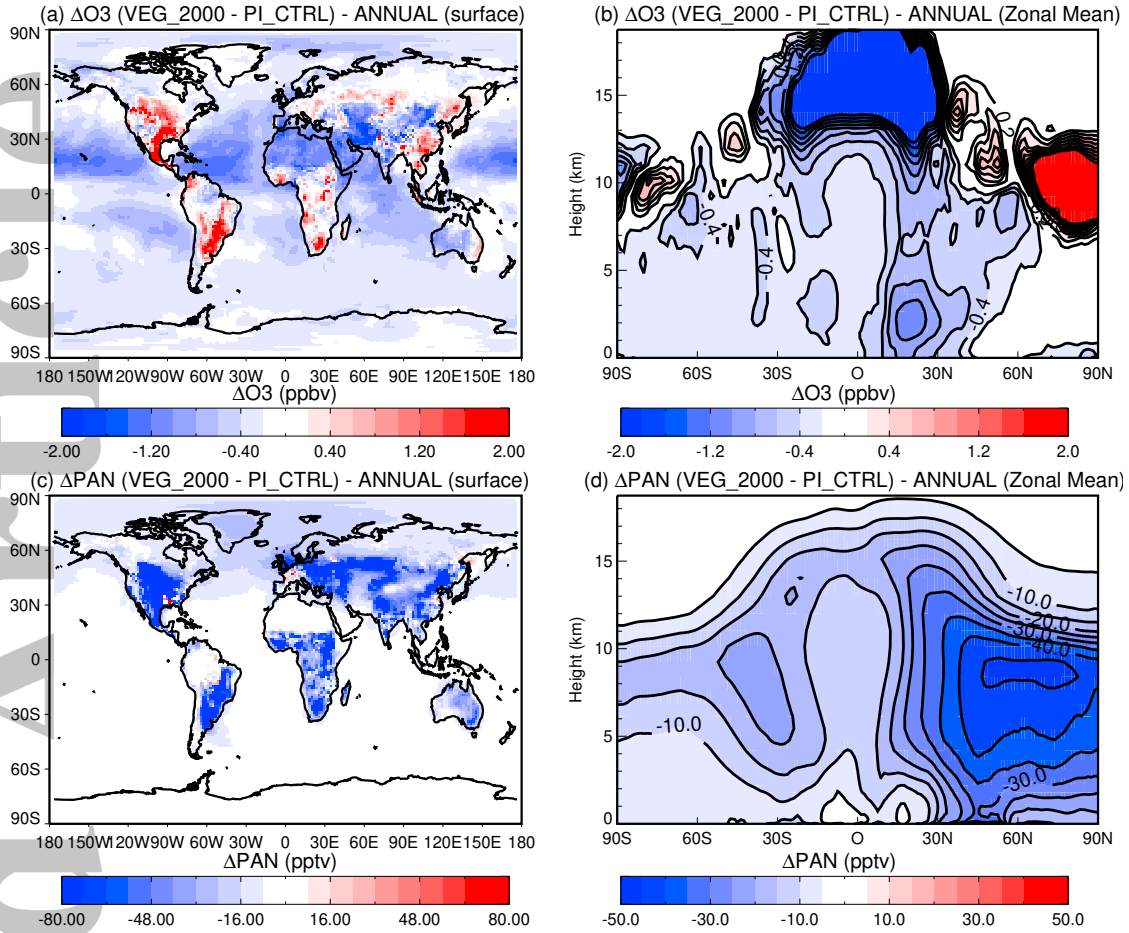 (a) ΔO3 (VEG_2000 - PI_CTRL) - ANNUAL (surface)
90N
60N
30N
0
30S
60S
90S
180 150W 120W 90W 60W 30W 0 30E 60E 90E 120E 150E 180
ΔO3 (ppbv)
-2.00 -1.20 -0.40 0.40 1.20 2.00
(b) ΔO3 (VEG_2000 - PI_CTRL) - ANNUAL (Zonal Mean)
Height (km)
15
10
5
0
-0.4
-0.4
-0.4
90S 60S 30S O 30N 60N 90N
ΔO3 (ppbv)
-2.0 -1.2 -0.4 0.4 1.2 2.0
(c) ΔPAN (VEG_2000 - PI_CTRL) - ANNUAL (surface)
90N
60N
30N
0
30S
60S
90S
180 150W 120W 90W 60W 30W 0 30E 60E 90E 120E 150E 180
ΔPAN (pptv)
-80.00 -48.00 -16.00 16.00 48.00 80.00
(d) ΔPAN (VEG_2000 - PI_CTRL) - ANNUAL (Zonal Mean)
Height (km)
15
10
5
0
-10.0
-20.0
-30.0
-40.0
-10.0
-30.0
90S 60S 30S O 30N 60N 90N
ΔPAN (pptv)
-50.0 -30.0 -10.0 10.0 30.0 50.0